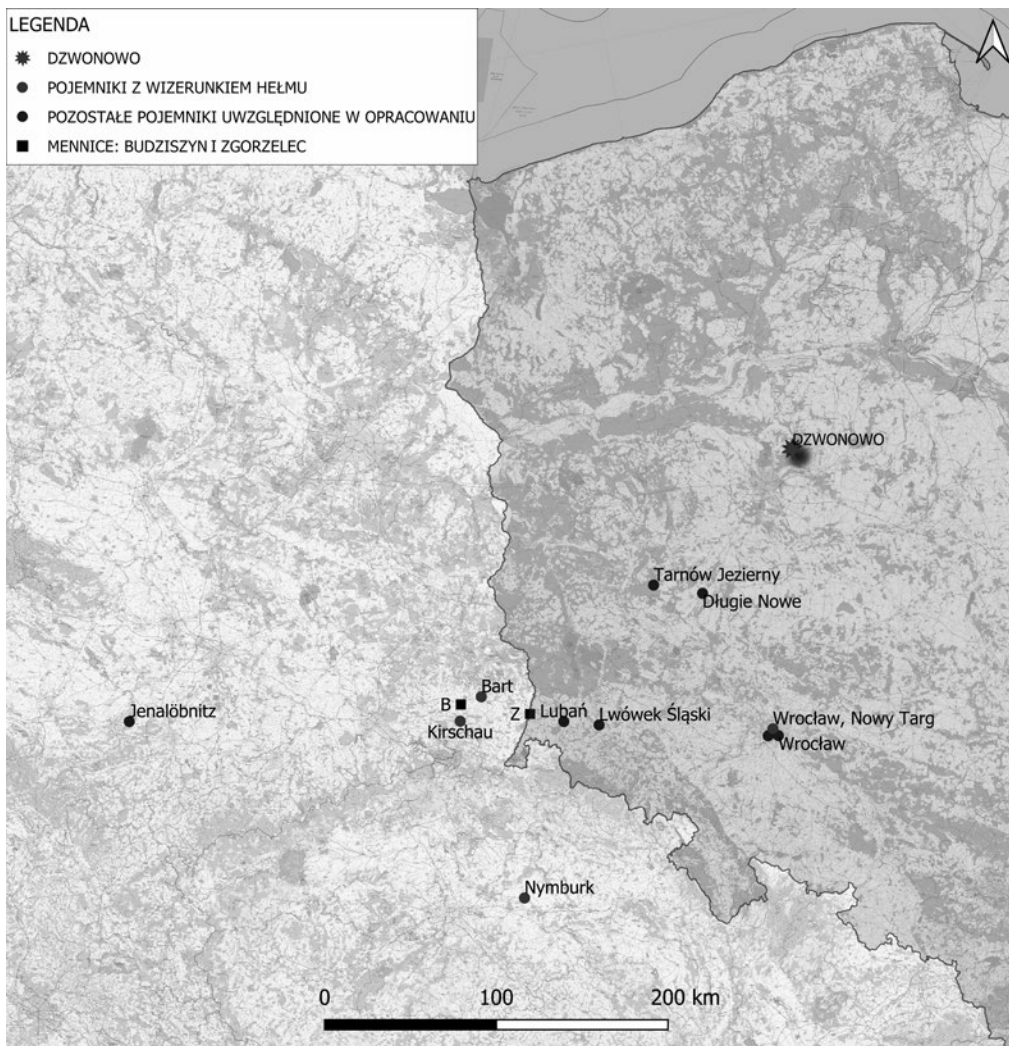 LEGENDA
DZWONOWO
POJEMNIKI Z WIZERUNKIEM HEŁMU
POZOSTAŁE POJEMNIKI UWZGLĘDNIONE W OPRACOWANIU
MENNICE: BUDZISZYN I ZGORZELEC
DZWONOWO
Tarnów Jezierny
Długie Nowe
Bart
B
Kirschau
Jenalöbnitz
Z
Lubań
Lwówek Śląski
Wrocław, Nowy Targ
Wrocław
Nymburk
0 100 200 km